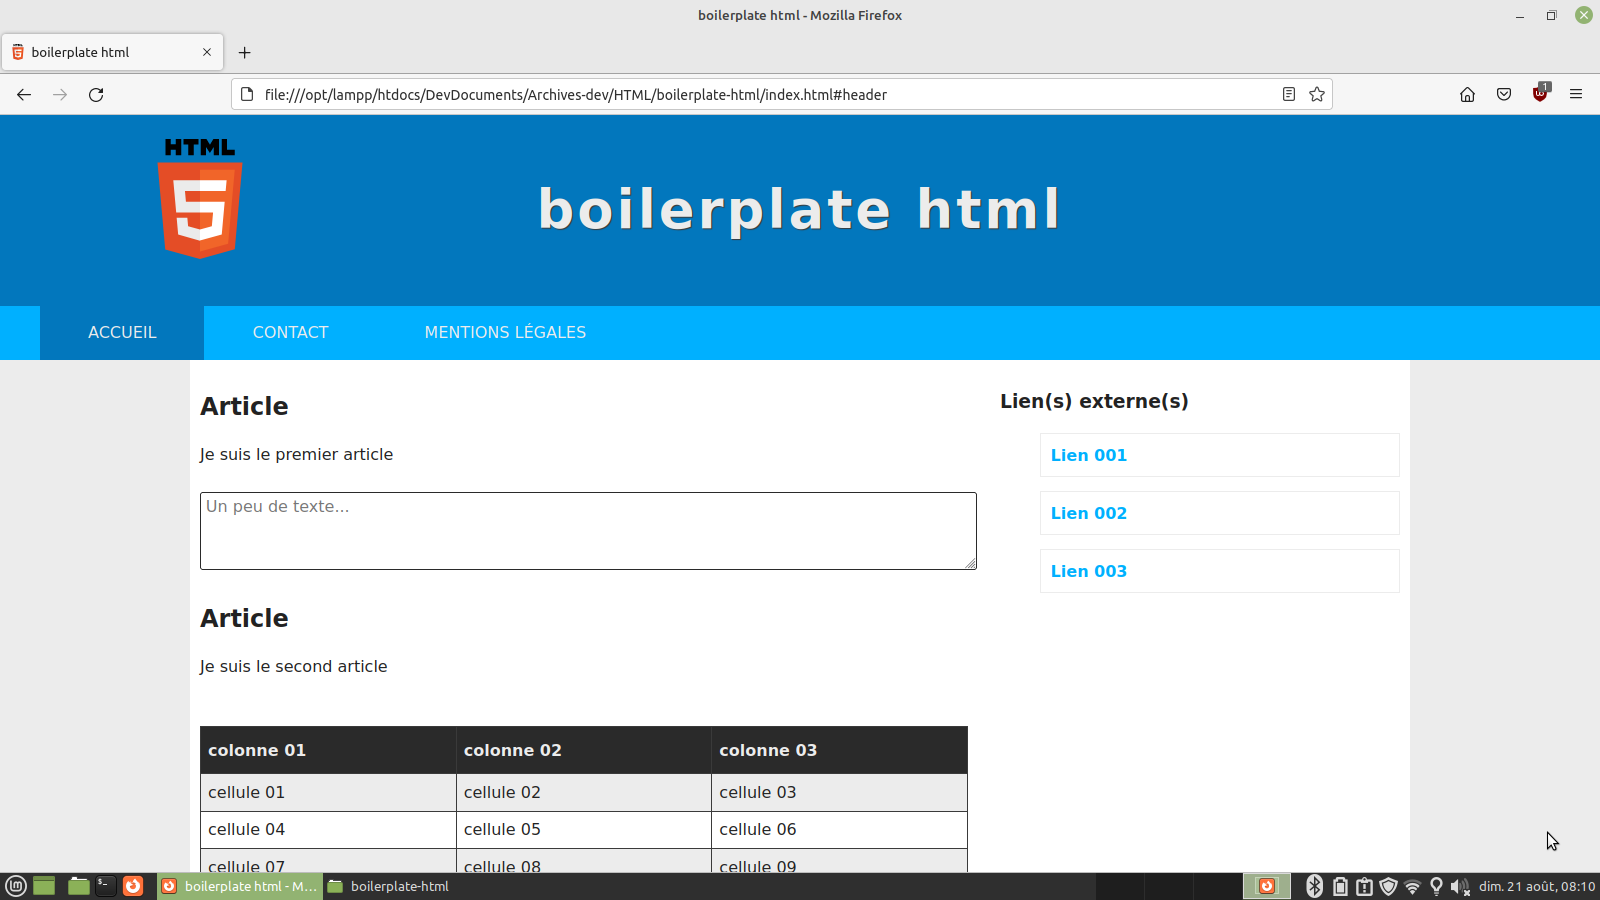 boilerplate html - Mozilla Firefox
boilerplate html
file:///opt/lampp/htdocs/DevDocuments/Archives-dev/HTML/boilerplate-html/index.html#header
1
HTML
5
boilerplate html
ACCUEIL CONTACT MENTIONS LÉGALES
Article
Je suis le premier article
Un peu de texte...
Article
Je suis le second article
colonne 01 colonne 02 colonne 03
cellule 01 cellule 02 cellule 03
cellule 04 cellule 05 cellule 06
cellule 07 cellule 08 cellule 09
Lien(s) externe(s)
Lien 001
Lien 002
Lien 003
boilerplate html - M... boilerplate-html dim. 21 août, 08:10